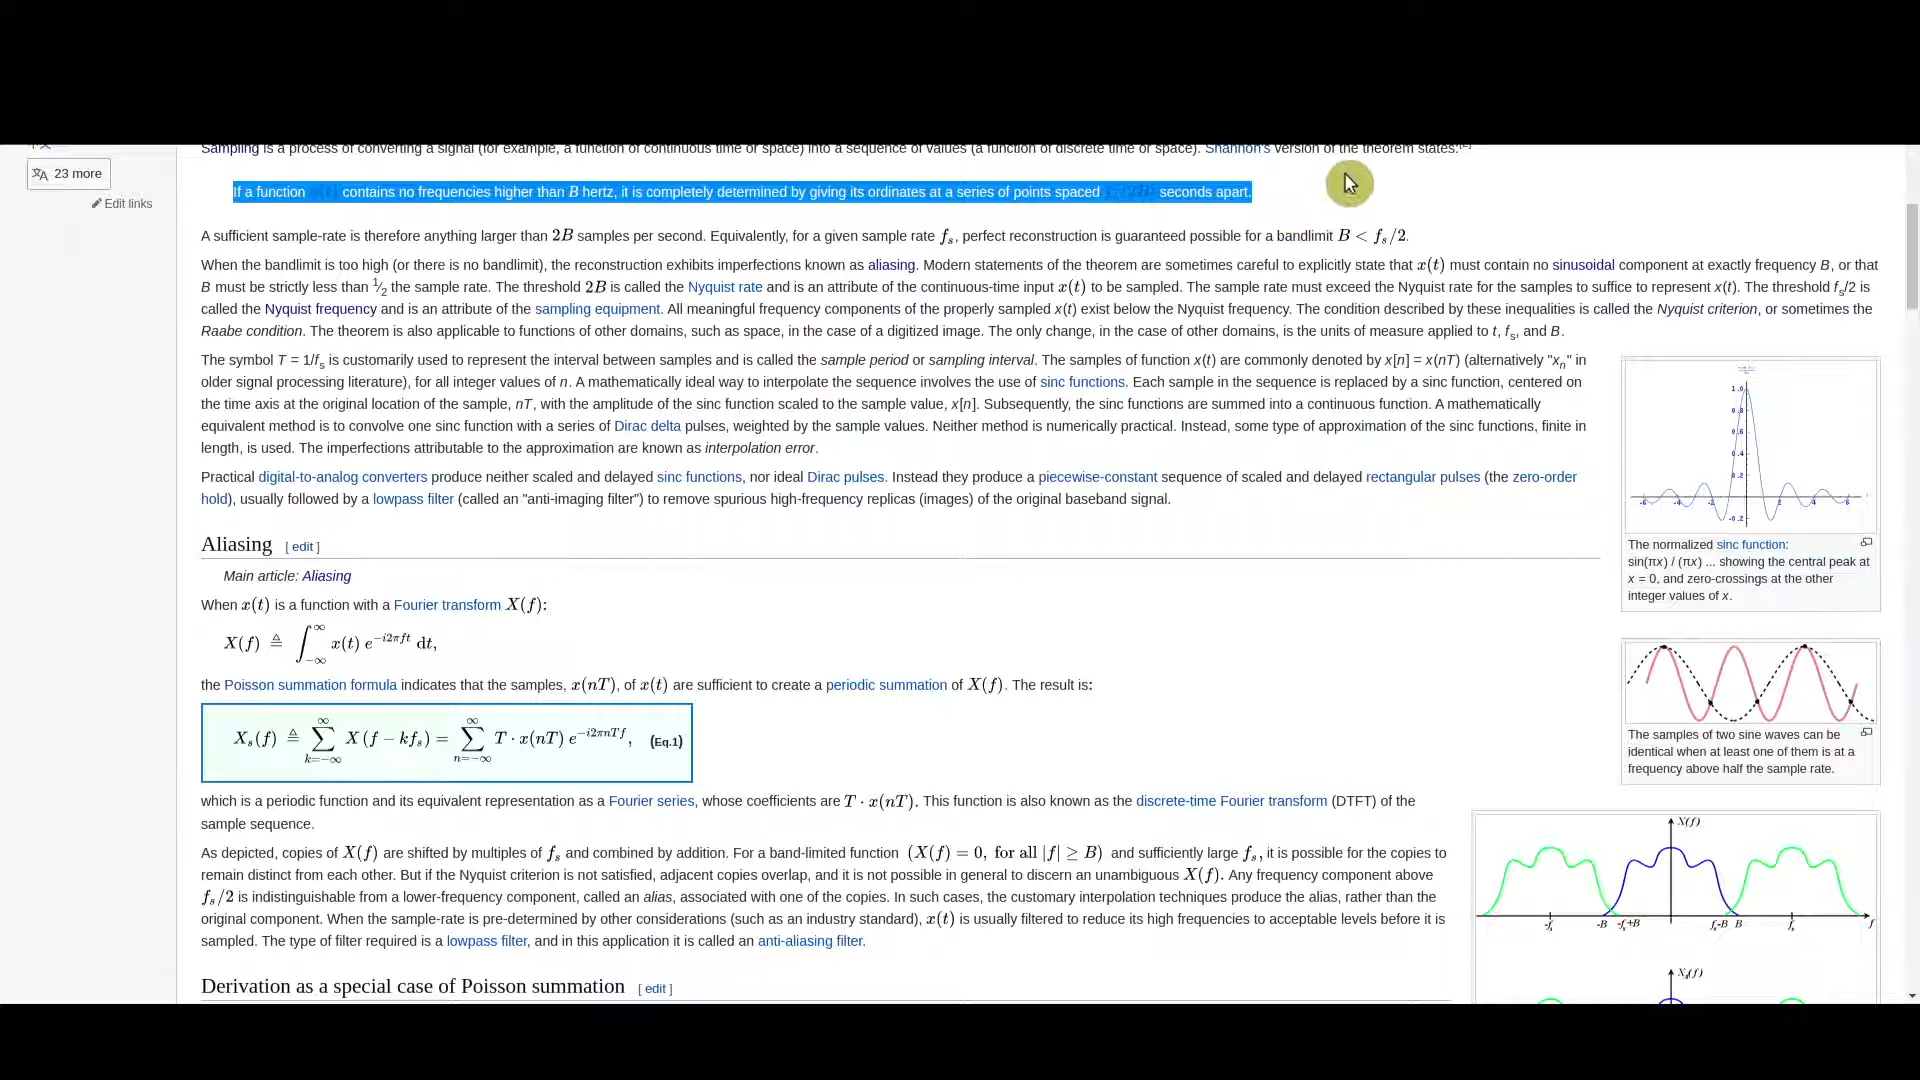 Sampling is a process of converting a signal (for example, a function of continuous time or space) into a sequence of values (a function of discrete time or space). Shannon's version of the theorem states:[2]
23 more
If a function x(t) contains no frequencies higher than B hertz, it is completely determined by giving its ordinates at a series of points spaced 1/(2B) seconds apart.
Edit links
A sufficient sample-rate is therefore anything larger than 2B samples per second. Equivalently, for a given sample rate fs, perfect reconstruction is guaranteed possible for a bandlimit B < fs/2.
When the bandlimit is too high (or there is no bandlimit), the reconstruction exhibits imperfections known as aliasing. Modern statements of the theorem are sometimes careful to explicitly state that x(t) must contain no sinusoidal component at exactly frequency B, or that
B must be strictly less than 1/2 the sample rate. The threshold 2B is called the Nyquist rate and is an attribute of the continuous-time input x(t) to be sampled. The sample rate must exceed the Nyquist rate for the samples to suffice to represent x(t). The threshold fs/2 is
called the Nyquist frequency and is an attribute of the sampling equipment. All meaningful frequency components of the properly sampled x(t) exist below the Nyquist frequency. The condition described by these inequalities is called the Nyquist criterion, or sometimes the
Raabe condition. The theorem is also applicable to functions of other domains, such as space, in the case of a digitized image. The only change, in the case of other domains, is the units of measure applied to t, fs, and B.
The symbol T = 1/fs is customarily used to represent the interval between samples and is called the sample period or sampling interval. The samples of function x(t) are commonly denoted by x[n] = x(nT) (alternatively "xn" in
older signal processing literature), for all integer values of n. A mathematically ideal way to interpolate the sequence involves the use of sinc functions. Each sample in the sequence is replaced by a sinc function, centered on
the time axis at the original location of the sample, nT, with the amplitude of the sinc function scaled to the sample value, x[n]. Subsequently, the sinc functions are summed into a continuous function. A mathematically
equivalent method is to convolve one sinc function with a series of Dirac delta pulses, weighted by the sample values. Neither method is numerically practical. Instead, some type of approximation of the sinc functions, finite in
length, is used. The imperfections attributable to the approximation are known as interpolation error.
Practical digital-to-analog converters produce neither scaled and delayed sinc functions, nor ideal Dirac pulses. Instead they produce a piecewise-constant sequence of scaled and delayed rectangular pulses (the zero-order
hold), usually followed by a lowpass filter (called an "anti-imaging filter") to remove spurious high-frequency replicas (images) of the original baseband signal.
1.0
0.8
0.6
0.4
0.2
-6 -4 -2 2 4 6
-0.2
The normalized sinc function:
sin(πx) / (πx) ... showing the central peak at
x = 0, and zero-crossings at the other
integer values of x.
Aliasing [ edit ]
Main article: Aliasing
When x(t) is a function with a Fourier transform X(f):
X(f) ≜ ∫_{-∞}^{∞} x(t) e^{-i2πft} dt,
the Poisson summation formula indicates that the samples, x(nT), of x(t) are sufficient to create a periodic summation of X(f). The result is:
X_s(f) ≜ ∑_{k=-∞}^{∞} X(f − kf_s) = ∑_{n=-∞}^{∞} T · x(nT) e^{-i2πnTf}, (Eq.1)
The samples of two sine waves can be
identical when at least one of them is at a
frequency above half the sample rate.
which is a periodic function and its equivalent representation as a Fourier series, whose coefficients are T · x(nT). This function is also known as the discrete-time Fourier transform (DTFT) of the
sample sequence.
As depicted, copies of X(f) are shifted by multiples of fs and combined by addition. For a band-limited function (X(f) = 0, for all |f| ≥ B) and sufficiently large fs, it is possible for the copies to
remain distinct from each other. But if the Nyquist criterion is not satisfied, adjacent copies overlap, and it is not possible in general to discern an unambiguous X(f). Any frequency component above
fs/2 is indistinguishable from a lower-frequency component, called an alias, associated with one of the copies. In such cases, the customary interpolation techniques produce the alias, rather than the
original component. When the sample-rate is pre-determined by other considerations (such as an industry standard), x(t) is usually filtered to reduce its high frequencies to acceptable levels before it is
sampled. The type of filter required is a lowpass filter, and in this application it is called an anti-aliasing filter.
X(f)
-fs -B -fs+B fs-B B fs f
Xs(f)
Derivation as a special case of Poisson summation [ edit ]